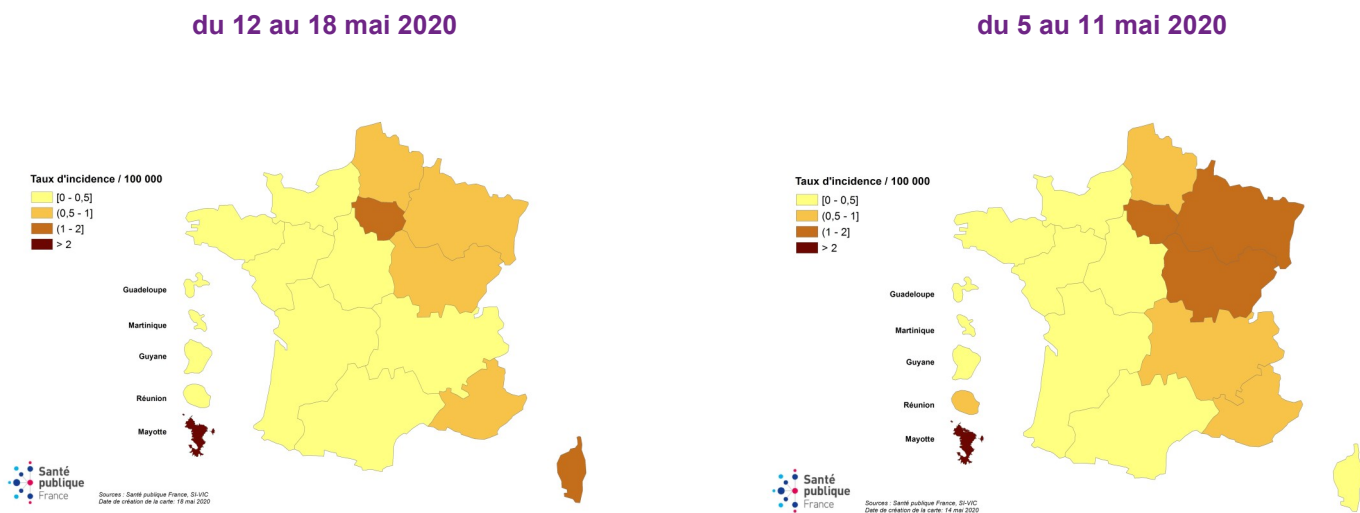 du 12 au 18 mai 2020
Taux d'incidence / 100 000
[0 - 0,5]
(0,5 - 1]
(1 - 2]
> 2
Guadeloupe
Martinique
Guyane
Réunion
Mayotte
Santé
publique
France
Sources : Santé publique France, SI-VIC
Date de création de la carte: 18 mai 2020
du 5 au 11 mai 2020
Taux d'incidence / 100 000
[0 - 0,5]
(0,5 - 1]
(1 - 2]
> 2
Guadeloupe
Martinique
Guyane
Réunion
Mayotte
Santé
publique
France
Sources : Santé publique France, SI-VIC
Date de création de la carte: 14 mai 2020